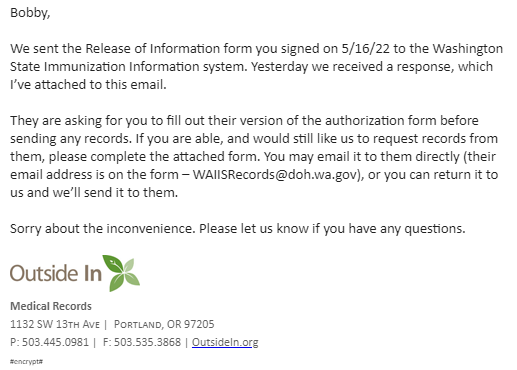 Bobby,
We sent the Release of Information form you signed on 5/16/22 to the Washington
State Immunization Information system. Yesterday we received a response, which
I've attached to this email.
They are asking for you to fill out their version of the authorization form before
sending any records. If you are able, and would still like us to request records from
them, please complete the attached form. You may email it to them directly (their
email address is on the form – WAIISRecords@doh.wa.gov), or you can return it to
us and we'll send it to them.
Sorry about the inconvenience. Please let us know if you have any questions.
Outside In
Medical Records
1132 SW 13TH AVE | PORTLAND, OR 97205
P: 503.445.0981 | F: 503.535.3868 | OutsideIn.org
#encrypt#